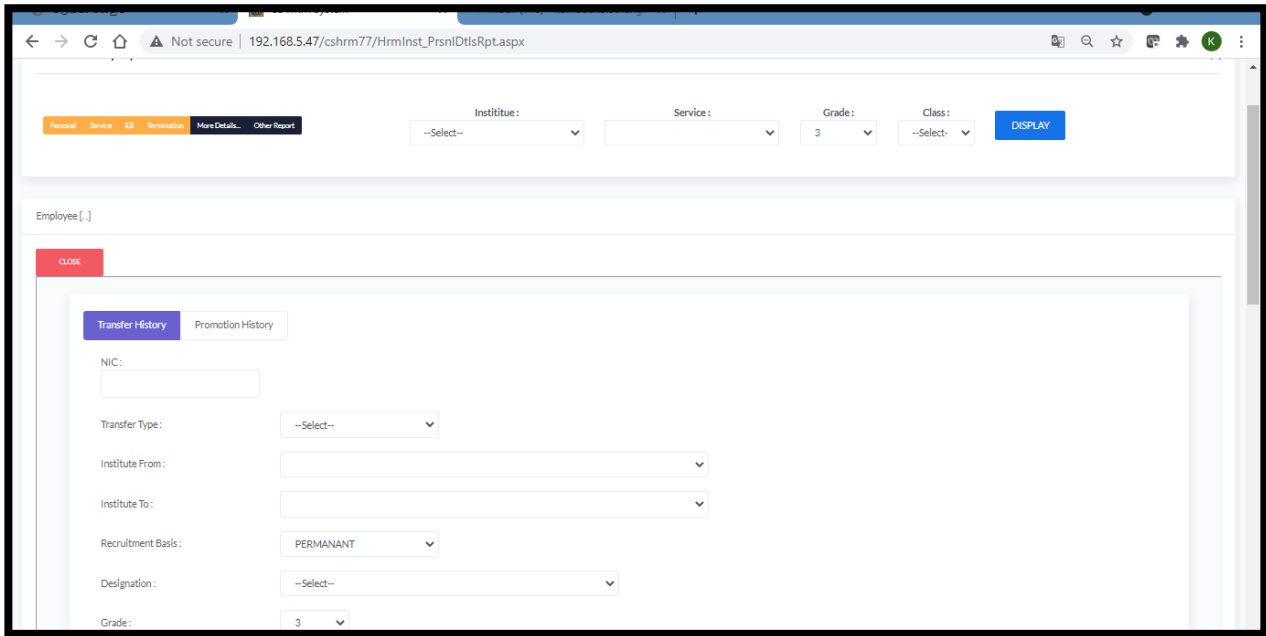 Not secure | 192.168.5.47/cshrm77/HrmInst_PrsnlDtlsRpt.aspx
K
Instititue : Service : Grade : Class :
Personal Service EB Termination More Details... Other Report --Select-- 3 --Select- DISPLAY
Employee [. .]
CLOSE
Transfer History Promotion History
NIC :
Transfer Type : --Select--
Institute From :
Institute To :
Recruitment Basis : PERMANANT
Designation : --Select--
Grade : 3